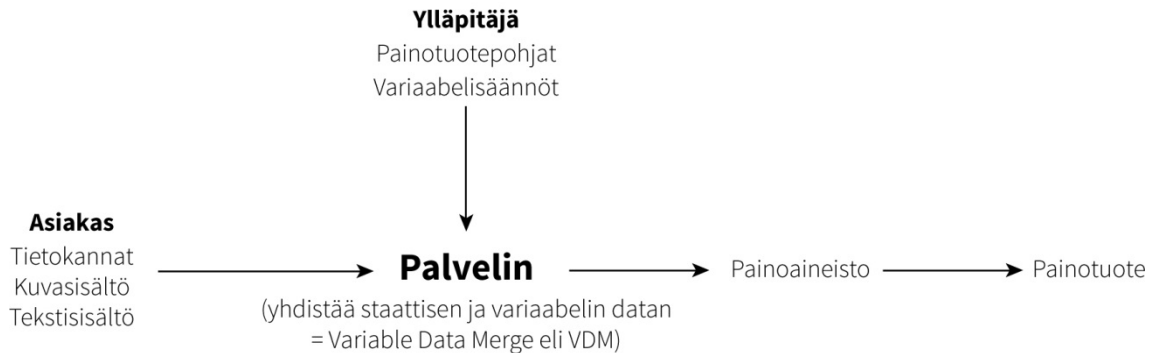 Ylläpitäjä
Painotuotepohjat
Variaabelisäännöt
Asiakas
Tietokannat
Kuvasisältö
Tekstisisältö
Palvelin
(yhdistää staattisen ja variaabelin datan
= Variable Data Merge eli VDM)
Painoaineisto
Painotuote